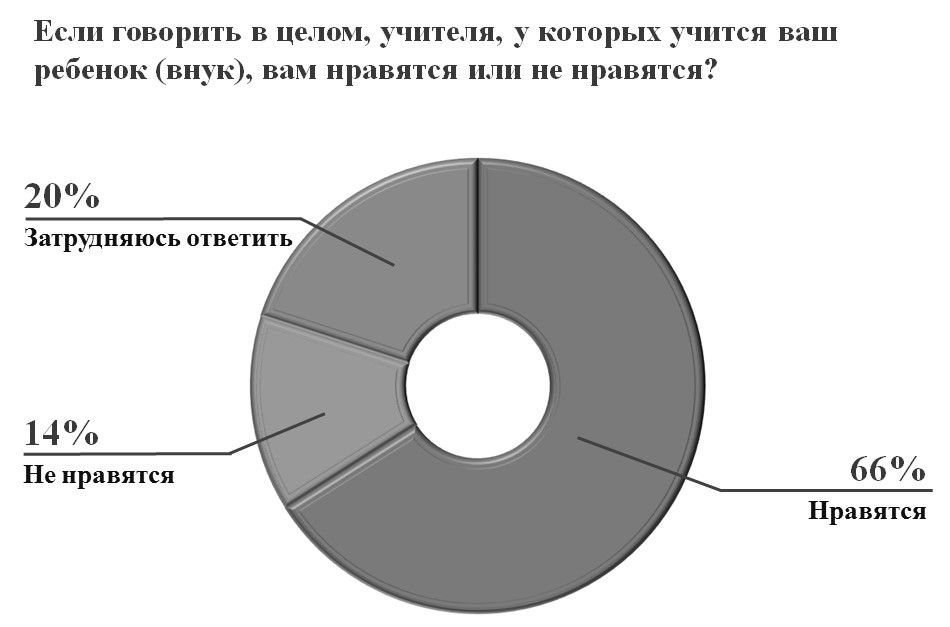 Если говорить в целом, учителя, у которых учится ваш
ребенок (внук), вам нравятся или не нравятся?
20%
Затрудняюсь ответить
14%
Не нравятся
66%
Нравятся